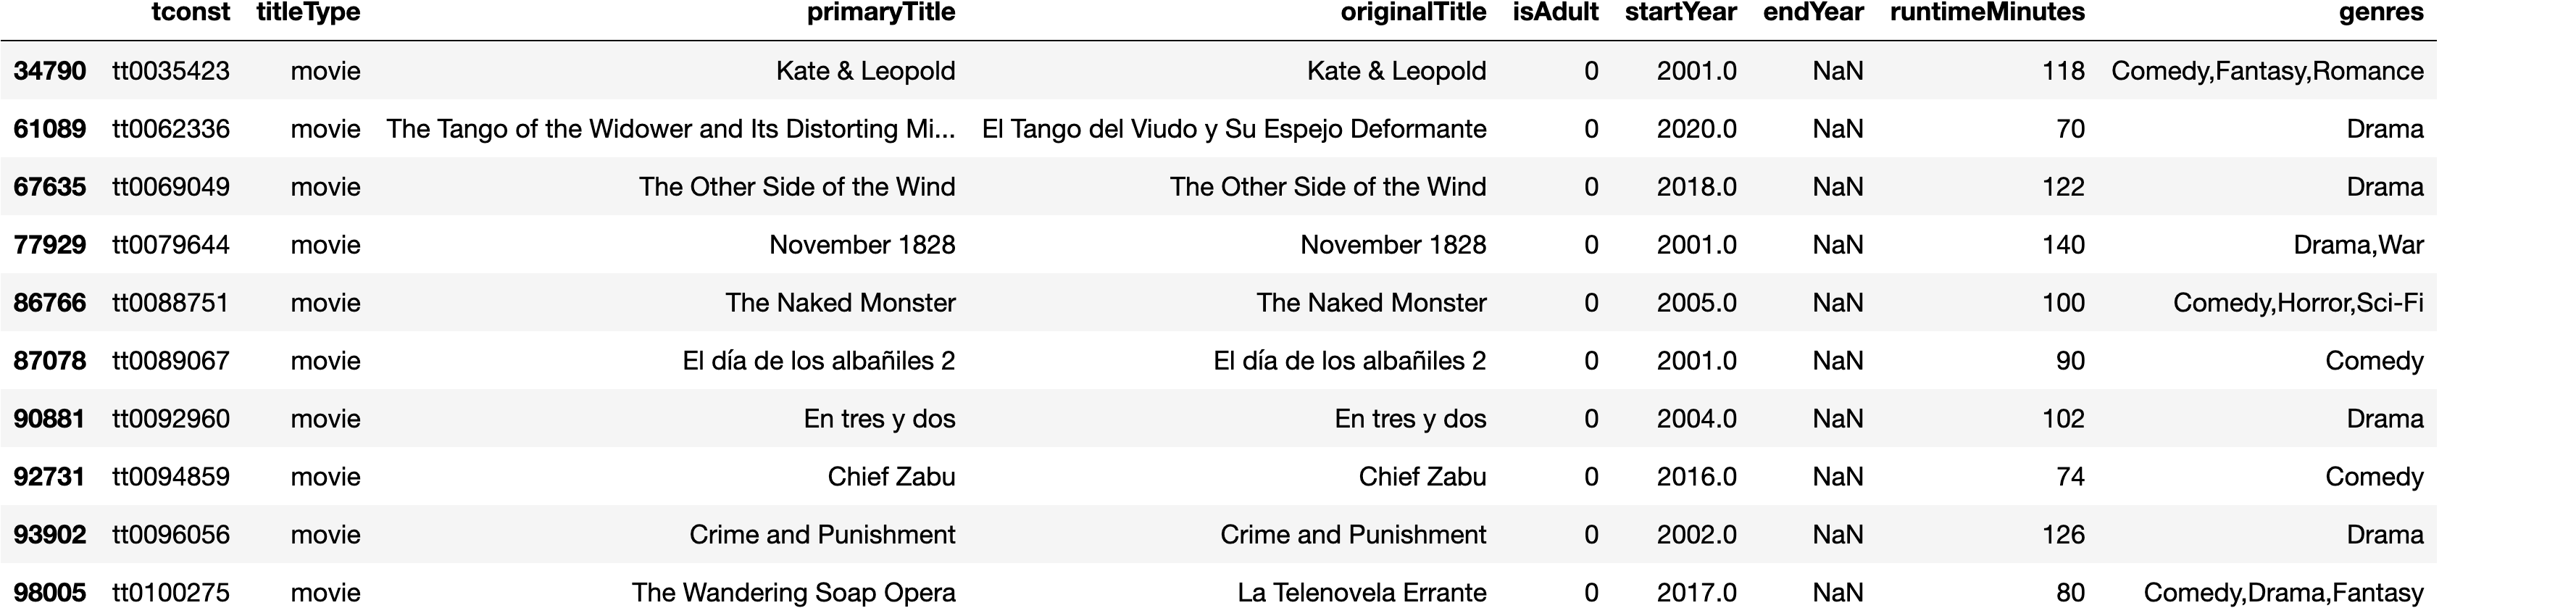 tconst titleType primaryTitle originalTitle isAdult startYear endYear runtimeMinutes genres
34790 tt0035423 movie Kate & Leopold Kate & Leopold 0 2001.0 NaN 118 Comedy,Fantasy,Romance
61089 tt0062336 movie The Tango of the Widower and Its Distorting Mi... El Tango del Viudo y Su Espejo Deformante 0 2020.0 NaN 70 Drama
67635 tt0069049 movie The Other Side of the Wind The Other Side of the Wind 0 2018.0 NaN 122 Drama
77929 tt0079644 movie November 1828 November 1828 0 2001.0 NaN 140 Drama,War
86766 tt0088751 movie The Naked Monster The Naked Monster 0 2005.0 NaN 100 Comedy,Horror,Sci-Fi
87078 tt0089067 movie El día de los albañiles 2 El día de los albañiles 2 0 2001.0 NaN 90 Comedy
90881 tt0092960 movie En tres y dos En tres y dos 0 2004.0 NaN 102 Drama
92731 tt0094859 movie Chief Zabu Chief Zabu 0 2016.0 NaN 74 Comedy
93902 tt0096056 movie Crime and Punishment Crime and Punishment 0 2002.0 NaN 126 Drama
98005 tt0100275 movie The Wandering Soap Opera La Telenovela Errante 0 2017.0 NaN 80 Comedy,Drama,Fantasy